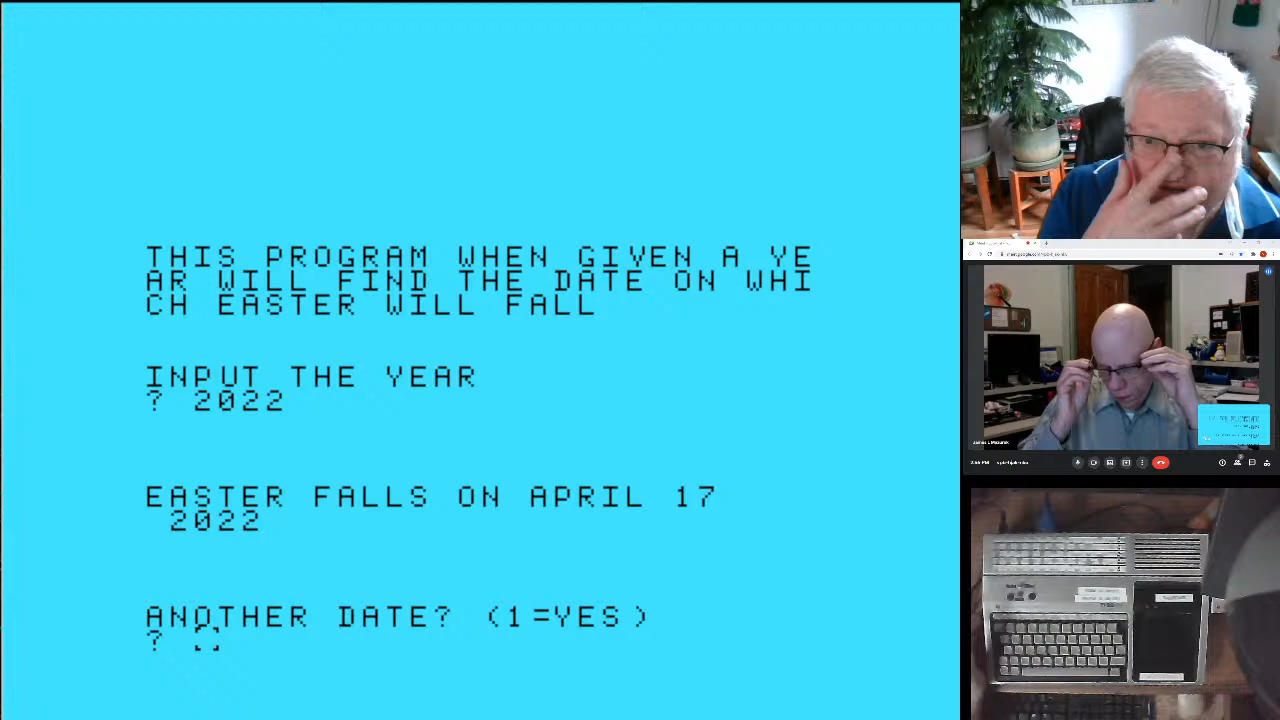 THIS PROGRAM WHEN GIVEN A YE
AR WILL FIND THE DATE ON WHI
CH EASTER WILL FALL
INPUT THE YEAR
? 2022
EASTER FALLS ON APRIL 17
2022
ANOTHER DATE? (1=YES)
?